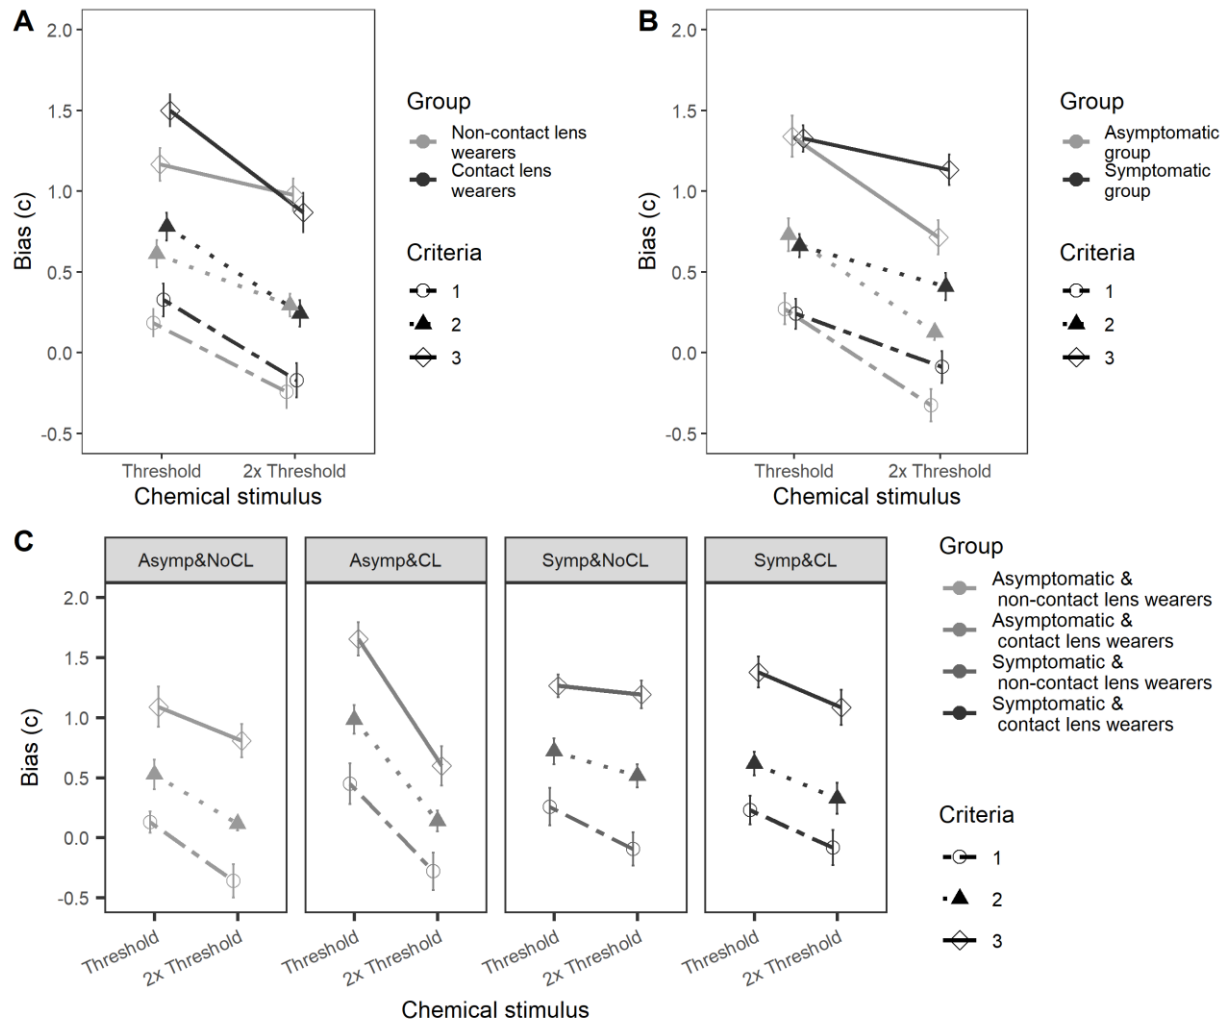 A
2.0
1.5
1.0
0.5
0.0
-0.5
Bias (c)
Threshold
2x Threshold
Chemical stimulus
Group
Non-contact lens
wearers
Contact lens
wearers
Criteria
1
2
3
B
2.0
1.5
1.0
0.5
0.0
-0.5
Bias (c)
Threshold
2x Threshold
Chemical stimulus
Group
Asymptomatic
group
Symptomatic
group
Criteria
1
2
3
C
Asymp&NoCL
Asymp&CL
Symp&NoCL
Symp&CL
2.0
1.5
1.0
0.5
0.0
-0.5
Bias (c)
Threshold
2x Threshold
Threshold
2x Threshold
Threshold
2x Threshold
Threshold
2x Threshold
Chemical stimulus
Group
Asymptomatic &
non-contact lens wearers
Asymptomatic &
contact lens wearers
Symptomatic &
non-contact lens wearers
Symptomatic &
contact lens wearers
Criteria
1
2
3